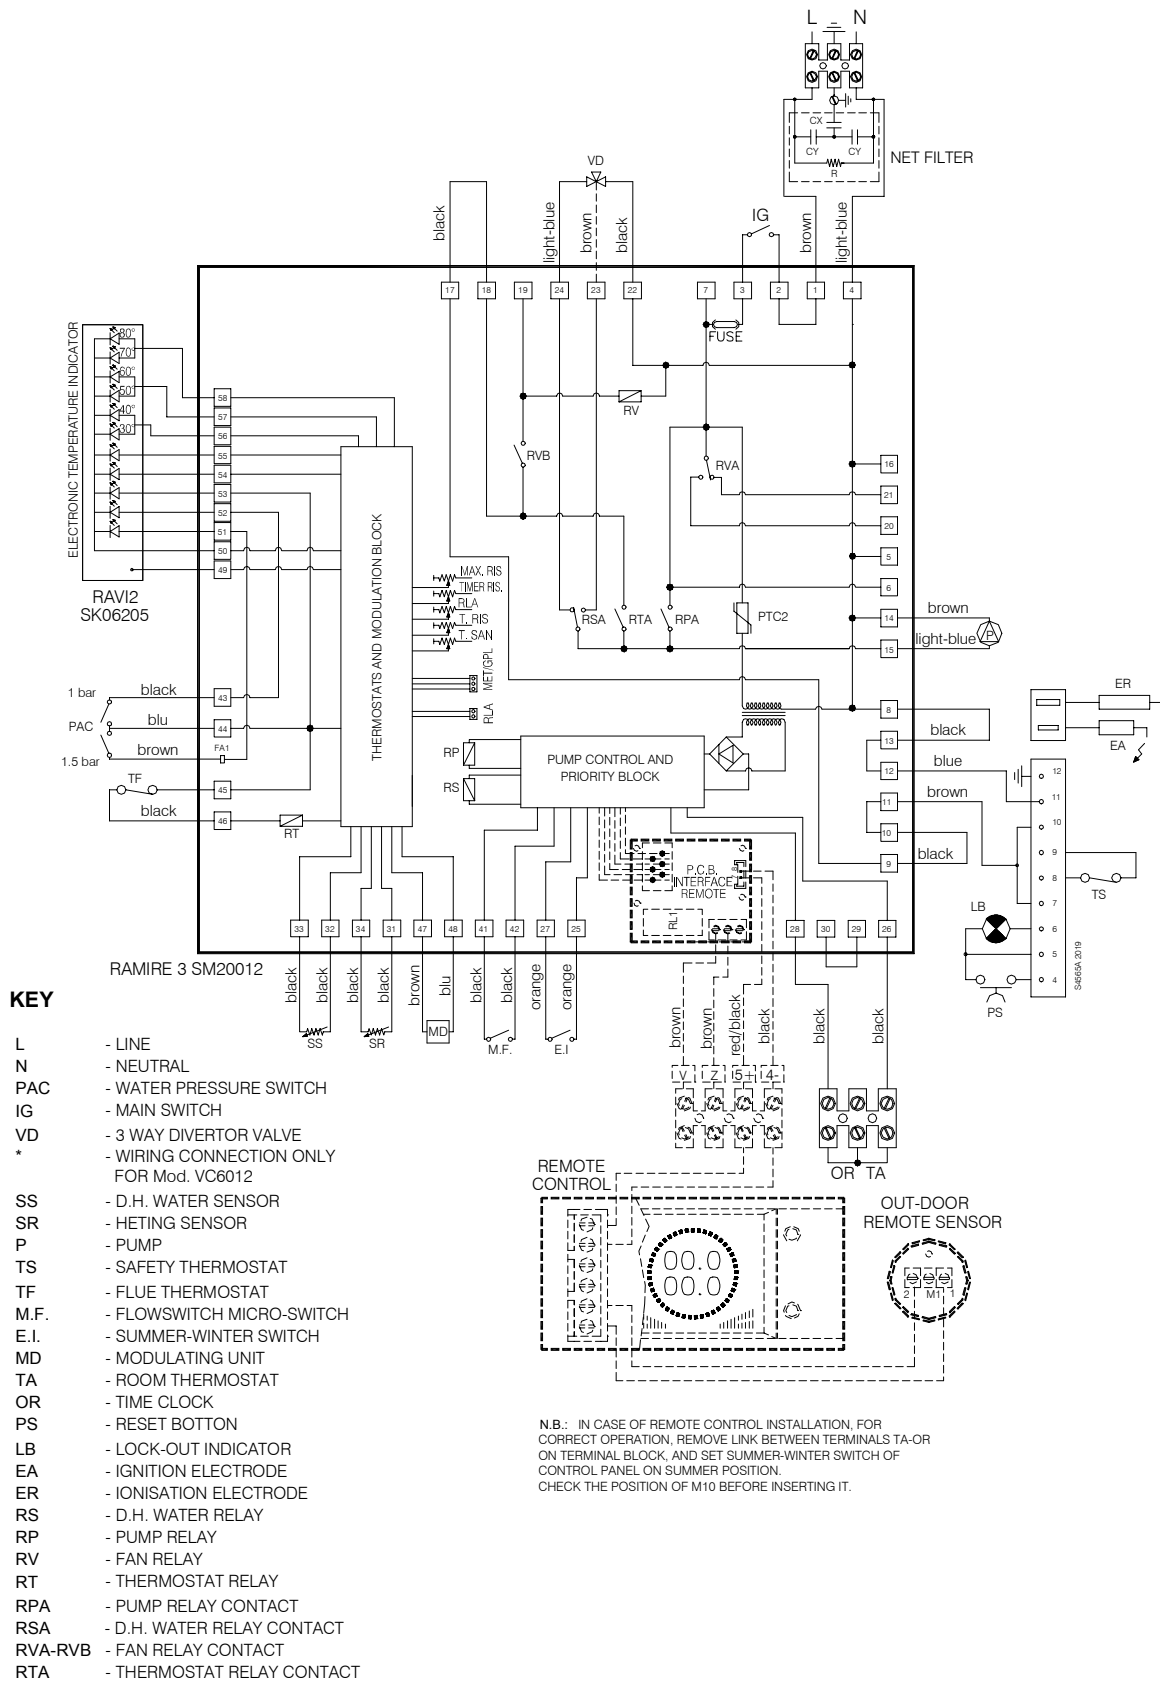 L N
CX
CY CY
R
NET FILTER
VD
IG
black
light-blue
brown
black
brown
light-blue
17 18 19 24 23 22 7 3 2 1 4
FUSE
ELECTRONIC TEMPERATURE INDICATOR
80°
70°
60°
50°
40°
30°
58
57
56
55
54
53
52
51
50
49
RAVI2
SK06205
RV
RVB
RVA
16
21
20
5
6
14
15
brown
light-blue
P
THERMOSTATS AND MODULATION BLOCK
MAX. RIS
TIMER RIS.
RLA
T. RIS
T. SAN
MET/GPL
RLA
RSA RTA RPA
PTC2
1 bar
PAC
1.5 bar
black
blu
brown
FA1
TF
black
43
44
45
46
RT
RP
RS
PUMP CONTROL AND
PRIORITY BLOCK
8
13
12
11
10
9
black
blue
brown
black
ER
EA
12
11
10
9
8
7
6
5
4
TS
LB
PS
S4565A 2019
P.C.B.
INTERFACE
REMOTE
RL1
33 32 34 31 47 48 41 42 27 25 28 30 29 26
RAMIRE 3 SM20012
black
black
black
black
brown
blu
black
black
orange
orange
SS SR MD M.F. E.I
brown
brown
red/black
black
black
black
V Z 5+ 4-
OR TA
REMOTE
CONTROL
00.0
00.0
OUT-DOOR
REMOTE SENSOR
2 M1 1
KEY
L - LINE
N - NEUTRAL
PAC - WATER PRESSURE SWITCH
IG - MAIN SWITCH
VD - 3 WAY DIVERTOR VALVE
* - WIRING CONNECTION ONLY
FOR Mod. VC6012
SS - D.H. WATER SENSOR
SR - HETING SENSOR
P - PUMP
TS - SAFETY THERMOSTAT
TF - FLUE THERMOSTAT
M.F. - FLOWSWITCH MICRO-SWITCH
E.I. - SUMMER-WINTER SWITCH
MD - MODULATING UNIT
TA - ROOM THERMOSTAT
OR - TIME CLOCK
PS - RESET BOTTON
LB - LOCK-OUT INDICATOR
EA - IGNITION ELECTRODE
ER - IONISATION ELECTRODE
RS - D.H. WATER RELAY
RP - PUMP RELAY
RV - FAN RELAY
RT - THERMOSTAT RELAY
RPA - PUMP RELAY CONTACT
RSA - D.H. WATER RELAY CONTACT
RVA-RVB - FAN RELAY CONTACT
RTA - THERMOSTAT RELAY CONTACT
N.B.: IN CASE OF REMOTE CONTROL INSTALLATION, FOR
CORRECT OPERATION, REMOVE LINK BETWEEN TERMINALS TA-OR
ON TERMINAL BLOCK, AND SET SUMMER-WINTER SWITCH OF
CONTROL PANEL ON SUMMER POSITION.
CHECK THE POSITION OF M10 BEFORE INSERTING IT.